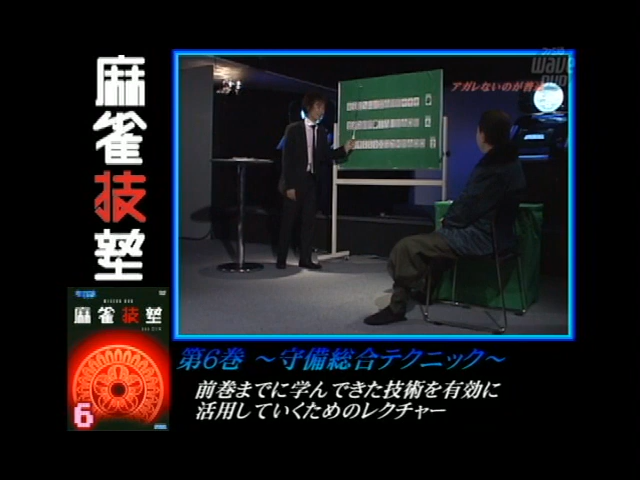 麻雀技塾
WAVE
アガレないのが普通
麻雀技塾
6
第6巻 ～守備総合テクニック～
前巻までに学んできた技術を有効に
活用していくためのレクチャー